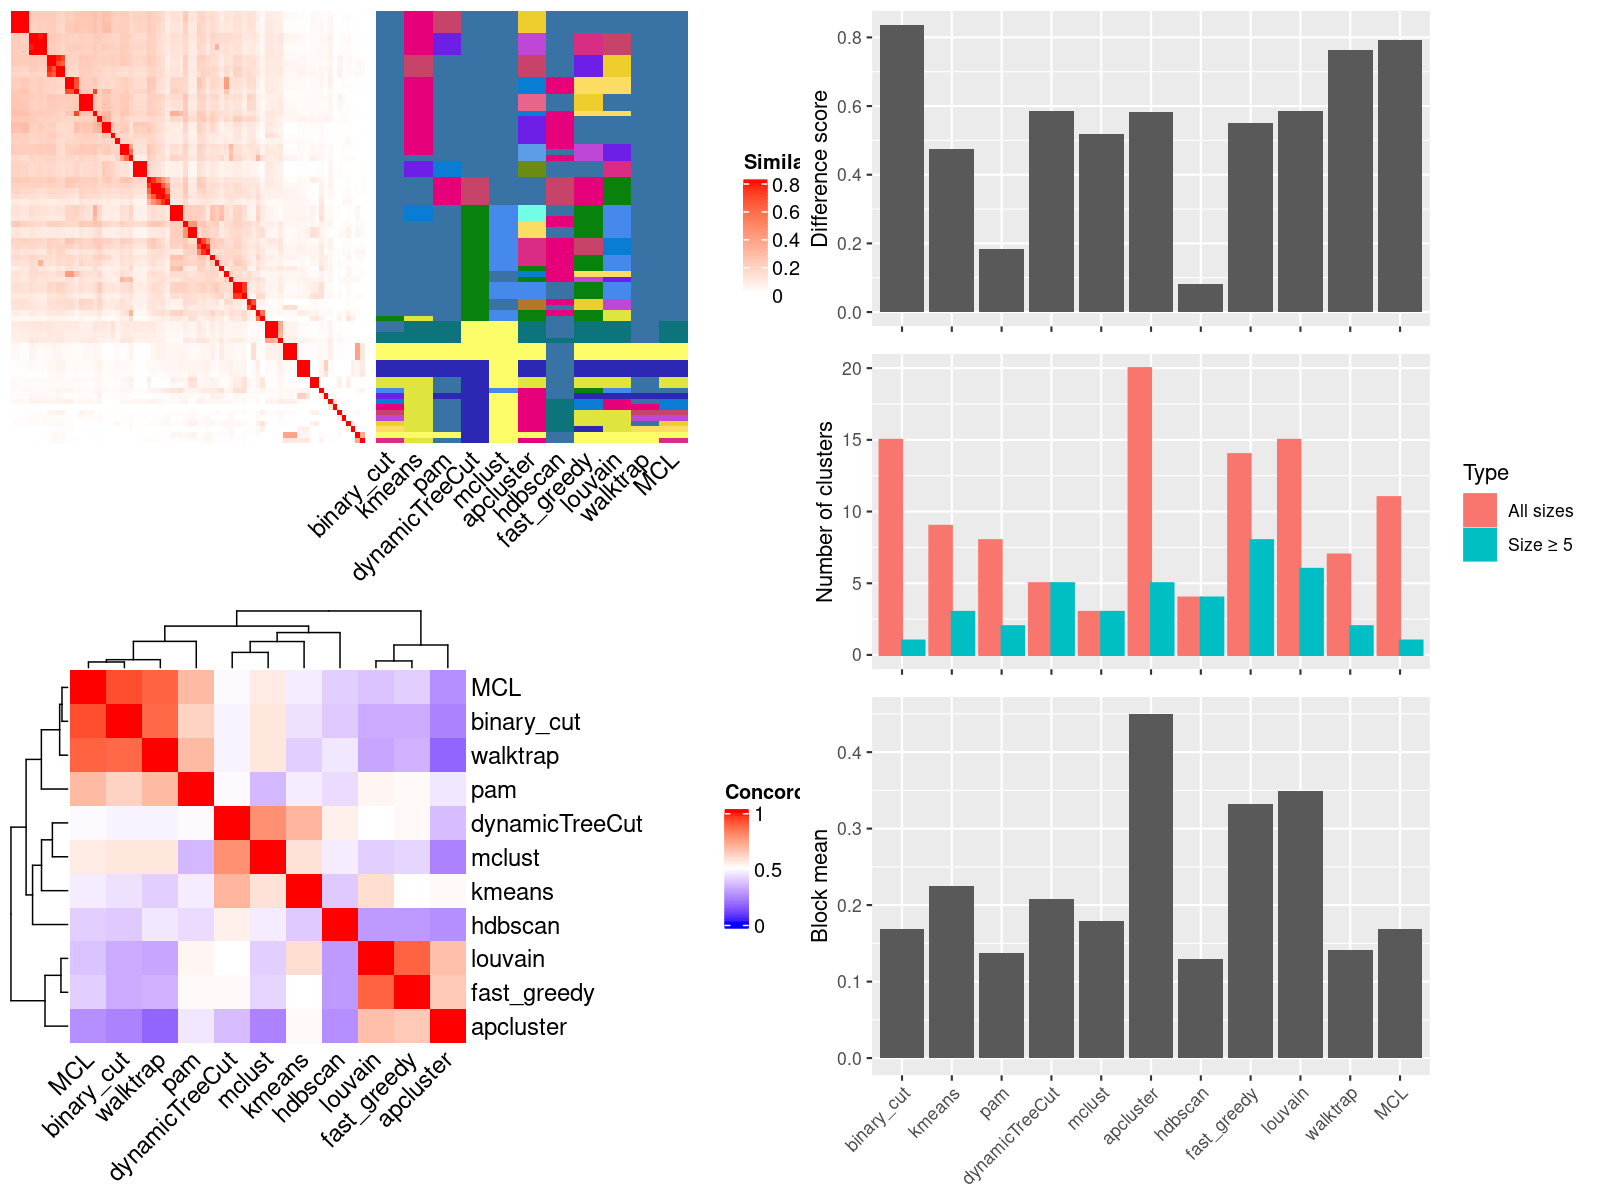 Simila
0.8
0.6
0.4
0.2
0
binary_cut
kmeans
pam
dynamicTreeCut
mclust
apcluster
hdbscan
fast_greedy
louvain
walktrap
MCL
MCL
binary_cut
walktrap
pam
dynamicTreeCut
mclust
kmeans
hdbscan
louvain
fast_greedy
apcluster
Concord
1
0.5
0
MCL
binary_cut
walktrap
pam
dynamicTreeCut
mclust
kmeans
hdbscan
louvain
fast_greedy
apcluster
Difference score
0.8
0.6
0.4
0.2
0.0
Number of clusters
20
15
10
5
0
Type
All sizes
Size ≥ 5
Block mean
0.4
0.3
0.2
0.1
0.0
binary_cut
kmeans
pam
dynamicTreeCut
mclust
apcluster
hdbscan
fast_greedy
louvain
walktrap
MCL